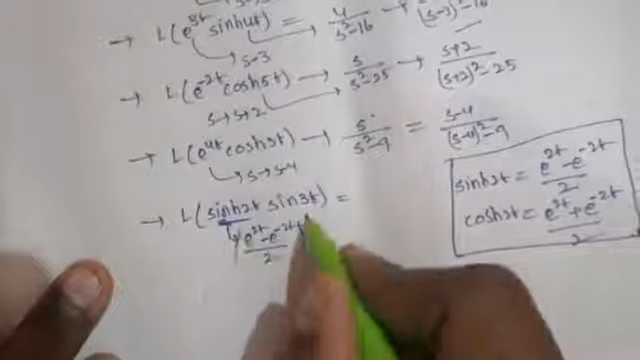 → L(e^3t sinh4t) = 4/(s²-16) → /(s-3)²-16
↳ s-3
→ L(e^-2t cosh5t) → s/(s²-25) → (s+2)/((s+2)²-25)
s→s+2
→ L(e^4t cosh3t) → s/(s²-9) = (s-4)/((s-4)²-9)
↳ s→s-4
→ L(sinh2t sin3t) =
(e^2t-e^-2t)/2
sinh2t = (e^2t-e^-2t)/2
cosh2t = (e^2t+e^-2t)/2